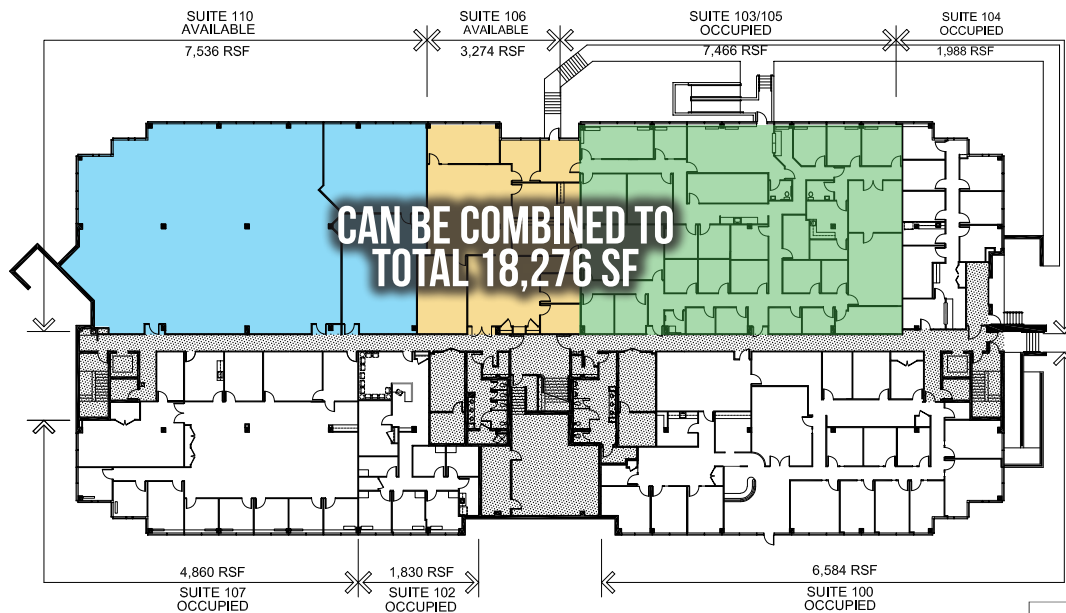 SUITE 110
AVAILABLE
7,536 RSF
SUITE 106
AVAILABLE
3,274 RSF
SUITE 103/105
OCCUPIED
7,466 RSF
SUITE 104
OCCUPIED
1,988 RSF
CAN BE COMBINED TO
TOTAL 18,276 SF
4,860 RSF
SUITE 107
OCCUPIED
1,830 RSF
SUITE 102
OCCUPIED
6,584 RSF
SUITE 100
OCCUPIED